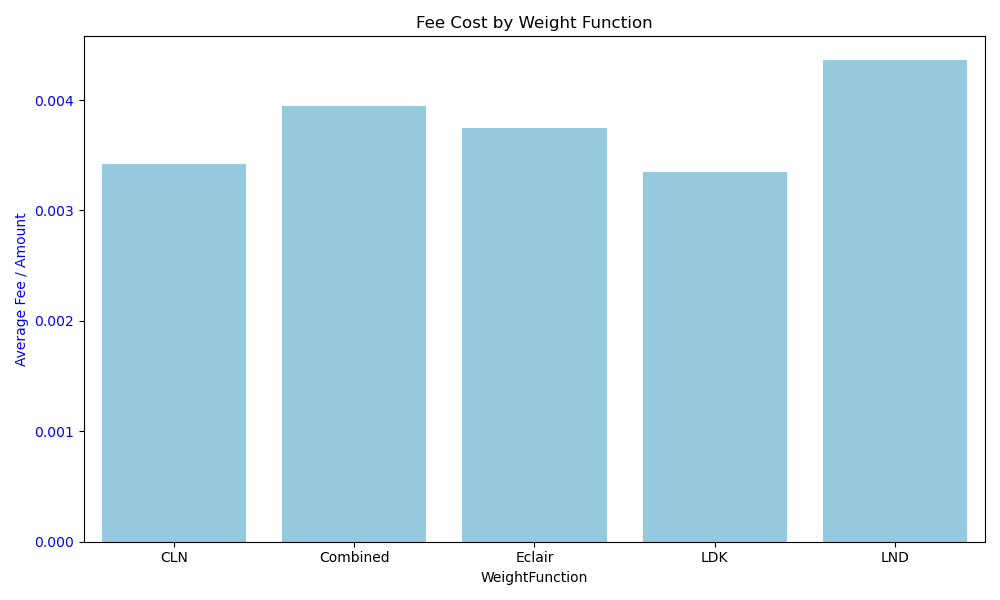 Fee Cost by Weight Function
Average Fee / Amount
0.004
0.003
0.002
0.001
0.000
CLN Combined Eclair LDK LND
WeightFunction